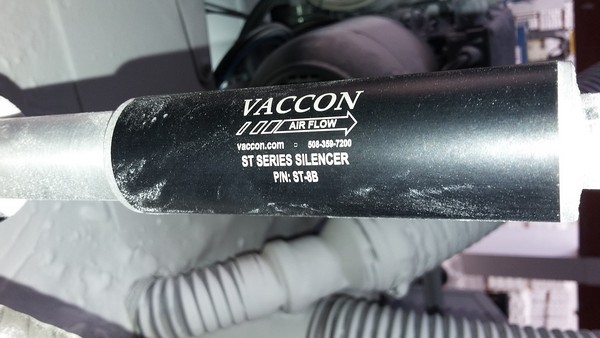 VACCON
AIR FLOW
vaccon.com 508-359-7200
ST SERIES SILENCER
P/N: ST-8B